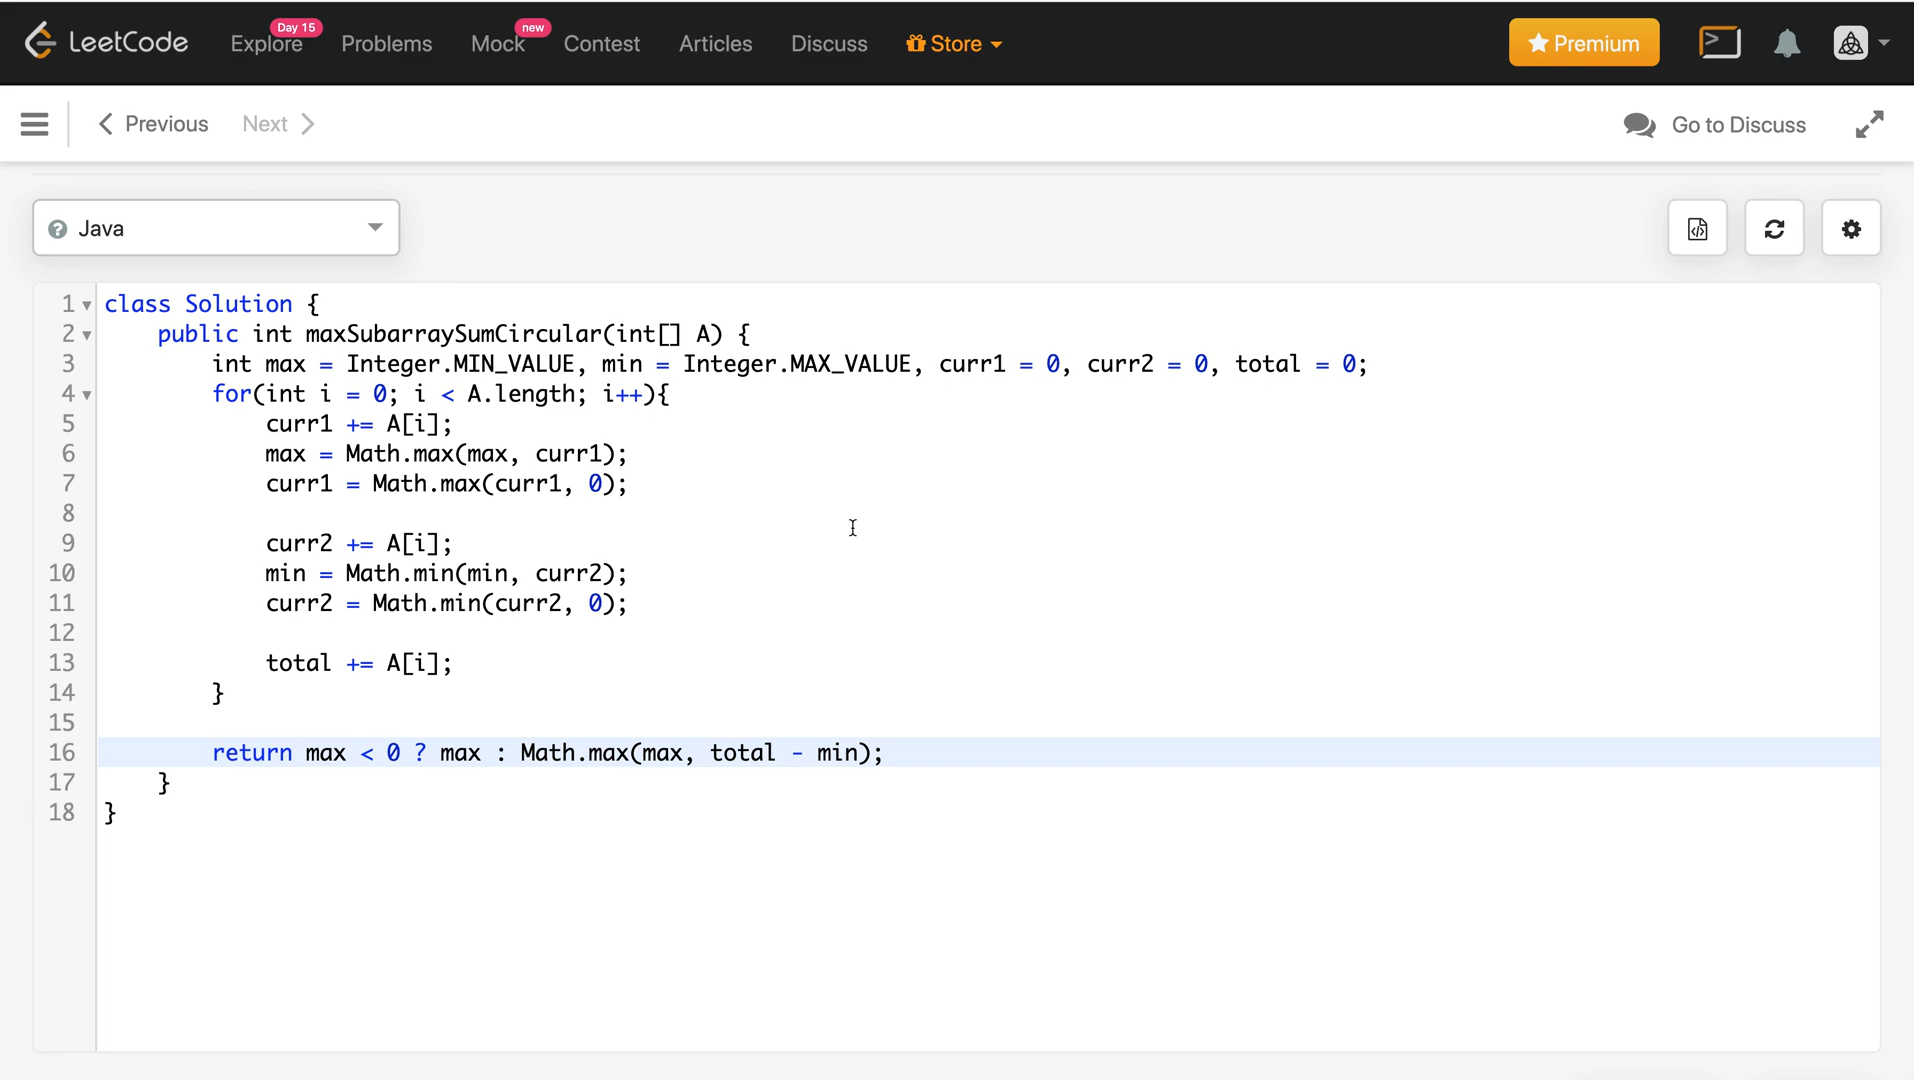 LeetCode Explore Day 15 Problems Mock new Contest Articles Discuss Store Premium
Previous Next Go to Discuss
Java
1 class Solution {
2     public int maxSubarraySumCircular(int[] A) {
3         int max = Integer.MIN_VALUE, min = Integer.MAX_VALUE, curr1 = 0, curr2 = 0, total = 0;
4         for(int i = 0; i < A.length; i++){
5             curr1 += A[i];
6             max = Math.max(max, curr1);
7             curr1 = Math.max(curr1, 0);
8
9             curr2 += A[i];
10             min = Math.min(min, curr2);
11             curr2 = Math.min(curr2, 0);
12
13             total += A[i];
14         }
15
16         return max < 0 ? max : Math.max(max, total - min);
17     }
18 }